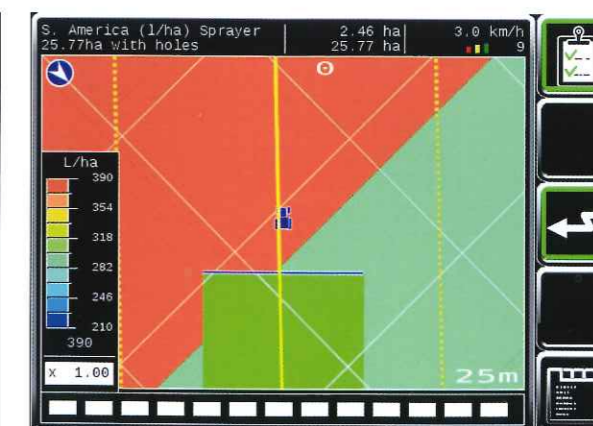 S. America (l/ha) Sprayer 2.46 ha 3.0 km/h
25.77ha with holes 25.77 ha 9
L/ha
390
354
318
282
246
210
390
x 1.00
25m